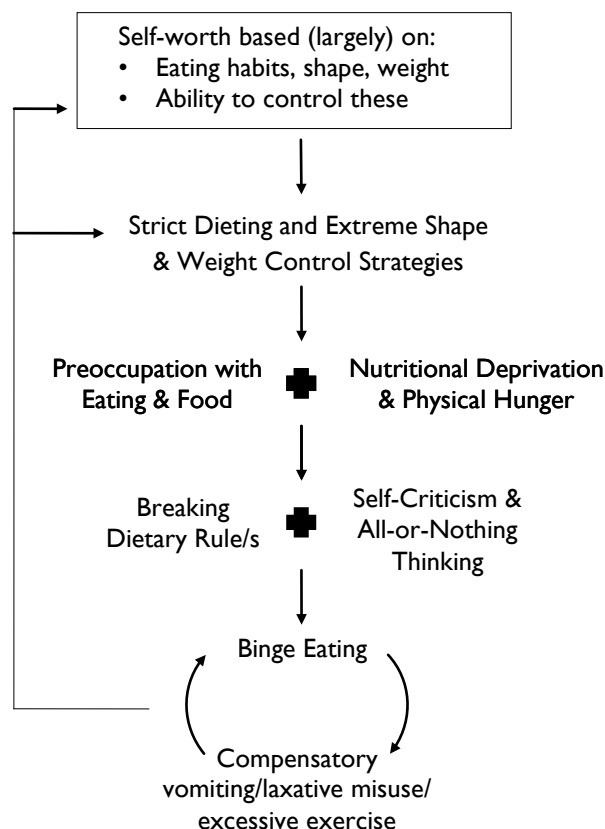 Self-worth based (largely) on:
• Eating habits, shape, weight
• Ability to control these
Strict Dieting and Extreme Shape
& Weight Control Strategies
Preoccupation with
Eating & Food
Nutritional Deprivation
& Physical Hunger
Breaking
Dietary Rule/s
Self-Criticism &
All-or-Nothing
Thinking
Binge Eating
Compensatory
vomiting/laxative misuse/
excessive exercise